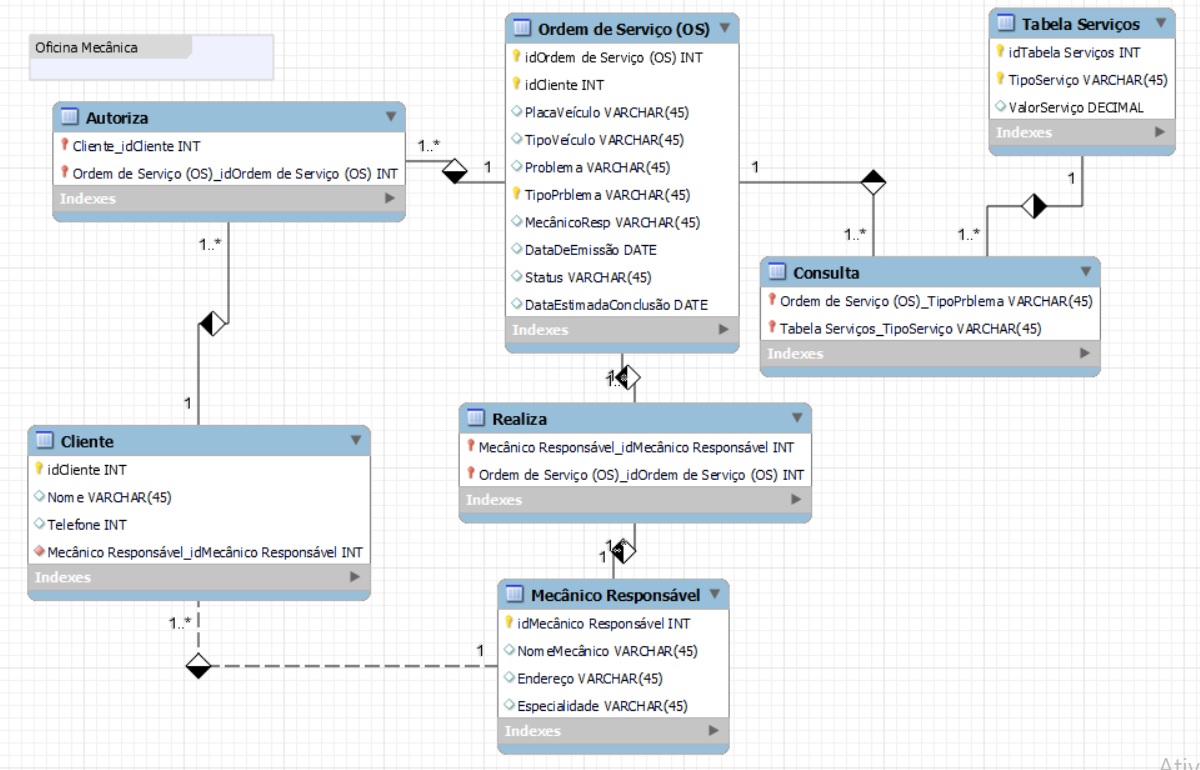 Oficina Mecânica
Autoriza
Cliente_idCliente INT
Ordem de Serviço (OS)_idOrdem de Serviço (OS) INT
Indexes
1..*
1
Ordem de Serviço (OS)
idOrdem de Serviço (OS) INT
idCliente INT
PlacaVeículo VARCHAR(45)
TipoVeículo VARCHAR(45)
Problema VARCHAR(45)
TipoPrblema VARCHAR(45)
MecânicoResp VARCHAR(45)
DataDeEmissão DATE
Status VARCHAR(45)
DataEstimadaConclusão DATE
Indexes
Tabela Serviços
idTabela Serviços INT
TipoServiço VARCHAR(45)
ValorServiço DECIMAL
Indexes
1
1..*
1
1..*
Consulta
Ordem de Serviço (OS)_TipoPrblema VARCHAR(45)
Tabela Serviços_TipoServiço VARCHAR(45)
Indexes
1..*
1
Cliente
idCliente INT
Nome VARCHAR(45)
Telefone INT
Mecânico Responsável_idMecânico Responsável INT
Indexes
Realiza
Mecânico Responsável_idMecânico Responsável INT
Ordem de Serviço (OS)_idOrdem de Serviço (OS) INT
Indexes
1
Mecânico Responsável
idMecânico Responsável INT
NomeMecânico VARCHAR(45)
Endereço VARCHAR(45)
Especialidade VARCHAR(45)
Indexes
1..*
1